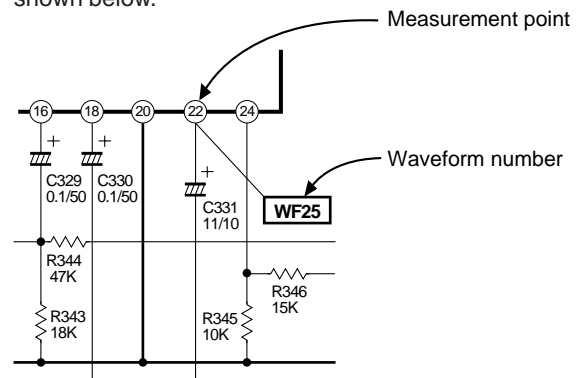 shown below.
Measurement point
16 18 20 22 24
+ + +
Waveform number
C329
0.1/50
C330
0.1/50
C331
11/10
WF25
R344
47K
R346
15K
R343
18K
R345
10K